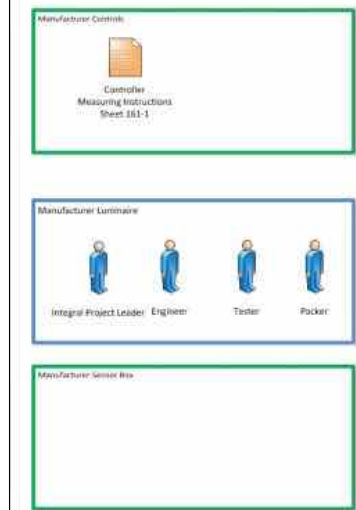 Manufacturer Controls
Controller
Measuring Instructions
Sheet 161-1
Manufacturer Luminaire
Integral Project Leader Engineer Tester Packer
Manufacturer Sensor Box